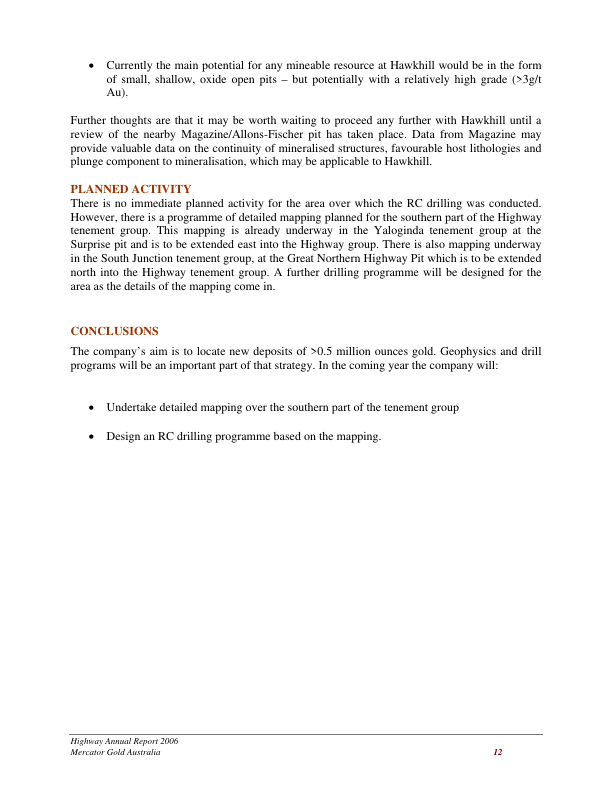 • Currently the main potential for any mineable resource at Hawkhill would be in the form
of small, shallow, oxide open pits – but potentially with a relatively high grade (>3g/t
Au).
Further thoughts are that it may be worth waiting to proceed any further with Hawkhill until a
review of the nearby Magazine/Allons-Fischer pit has taken place. Data from Magazine may
provide valuable data on the continuity of mineralised structures, favourable host lithologies and
plunge component to mineralisation, which may be applicable to Hawkhill.
PLANNED ACTIVITY
There is no immediate planned activity for the area over which the RC drilling was conducted.
However, there is a programme of detailed mapping planned for the southern part of the Highway
tenement group. This mapping is already underway in the Yaloginda tenement group at the
Surprise pit and is to be extended east into the Highway group. There is also mapping underway
in the South Junction tenement group, at the Great Northern Highway Pit which is to be extended
north into the Highway tenement group. A further drilling programme will be designed for the
area as the details of the mapping come in.
CONCLUSIONS
The company's aim is to locate new deposits of >0.5 million ounces gold. Geophysics and drill
programs will be an important part of that strategy. In the coming year the company will:
• Undertake detailed mapping over the southern part of the tenement group
• Design an RC drilling programme based on the mapping.
Highway Annual Report 2006
Mercator Gold Australia 12